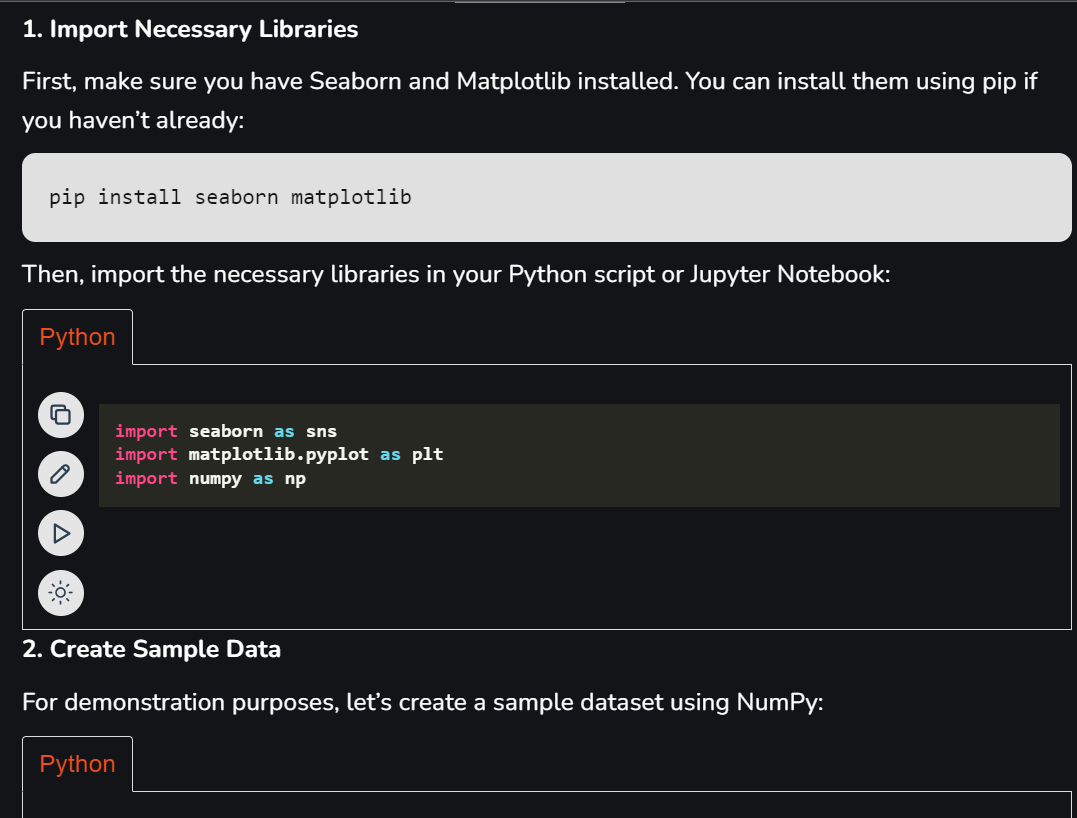 1. Import Necessary Libraries
First, make sure you have Seaborn and Matplotlib installed. You can install them using pip if
you haven’t already:
pip install seaborn matplotlib
Then, import the necessary libraries in your Python script or Jupyter Notebook:
Python
import seaborn as sns
import matplotlib.pyplot as plt
import numpy as np
2. Create Sample Data
For demonstration purposes, let’s create a sample dataset using NumPy:
Python